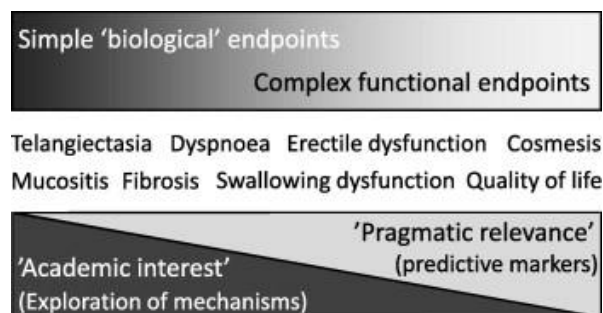 Simple ‘biological’ endpoints
Complex functional endpoints
Telangiectasia Dyspnoea Erectile dysfunction Cosmesis
Mucositis Fibrosis Swallowing dysfunction Quality of life
’Pragmatic relevance’
(predictive markers)
’Academic interest’
(Exploration of mechanisms)